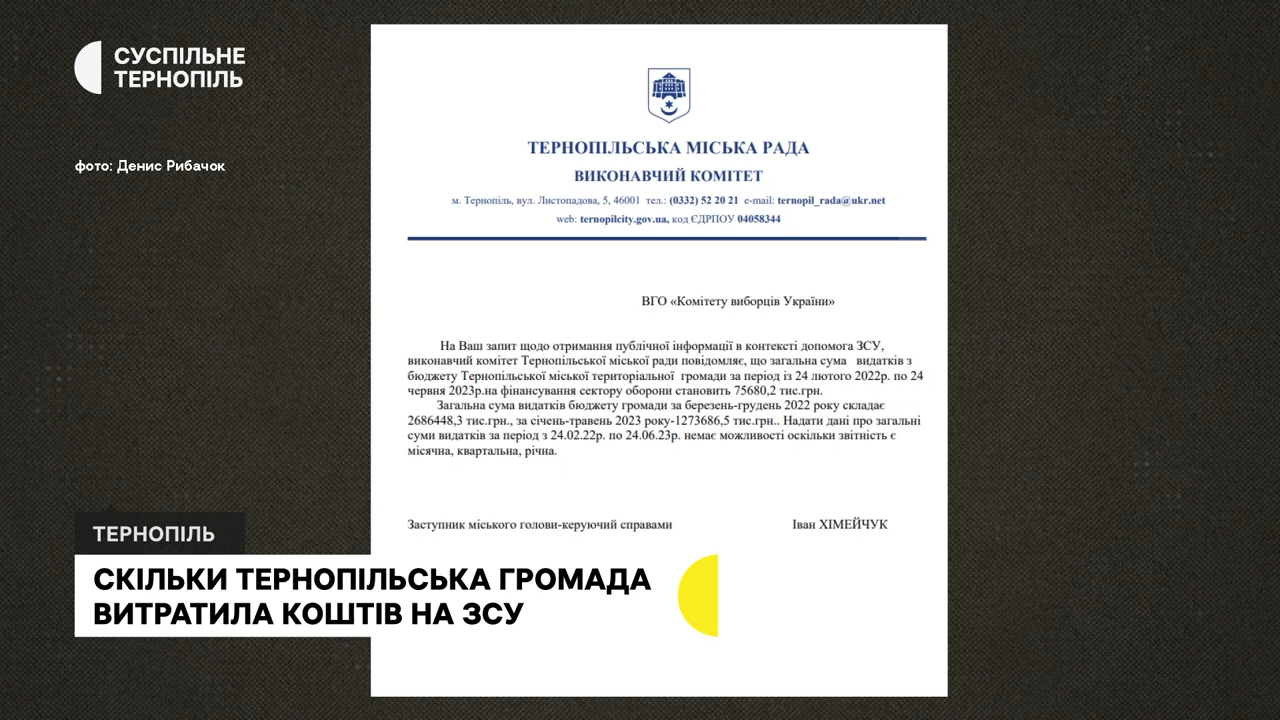 СУСПІЛЬНЕ
ТЕРНОПІЛЬ
фото: Денис Рибачок
ТЕРНОПІЛЬСЬКА МІСЬКА РАДА
ВИКОНАВЧИЙ КОМІТЕТ
м. Тернопіль, вул. Листопадова, 5, 46001 тел.: (0332) 52 20 21 e-mail: ternopil_rada@ukr.net
web: ternopilcity.gov.ua, код ЄДРПОУ 04058344
ВГО «Комітету виборців України»
На Ваш запит щодо отримання публічної інформації в контексті допомога ЗСУ,
виконавчий комітет Тернопільської міської ради повідомляє, що загальна сума видатків з
бюджету Тернопільської міської територіальної громади за період із 24 лютого 2022р. по 24
червня 2023р.на фінансування сектору оборони становить 75680,2 тис.грн.
Загальна сума видатків бюджету громади за березень-грудень 2022 року складає
2686448,3 тис.грн., за січень-травень 2023 року-1273686,5 тис.грн.. Надати дані про загальні
суми видатків за період з 24.02.22р. по 24.06.23р. немає можливості оскільки звітність є
місячна, квартальна, річна.
Заступник міського голови-керуючий справами Іван ХІМЕЙЧУК
ТЕРНОПІЛЬ
СКІЛЬКИ ТЕРНОПІЛЬСЬКА ГРОМАДА
ВИТРАТИЛА КОШТІВ НА ЗСУ